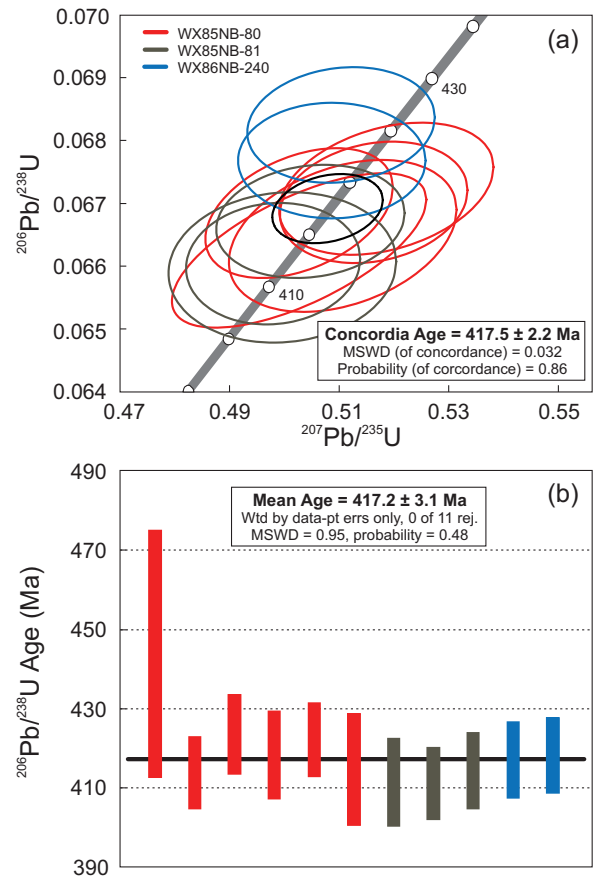 (a)
WX85NB-80
WX85NB-81
WX86NB-240
0.070
0.069
0.068
0.067
0.066
0.065
0.064
²⁰⁶Pb/²³⁸U
430
410
Concordia Age = 417.5 ± 2.2 Ma
MSWD (of concordance) = 0.032
Probability (of concordance) = 0.86
0.47
0.49
0.51
0.53
0.55
²⁰⁷Pb/²³⁵U
(b)
Mean Age = 417.2 ± 3.1 Ma
Wtd by data-pt errs only, 0 of 11 rej.
MSWD = 0.95, probability = 0.48
490
470
450
430
410
390
²⁰⁶Pb/²³⁸U Age (Ma)